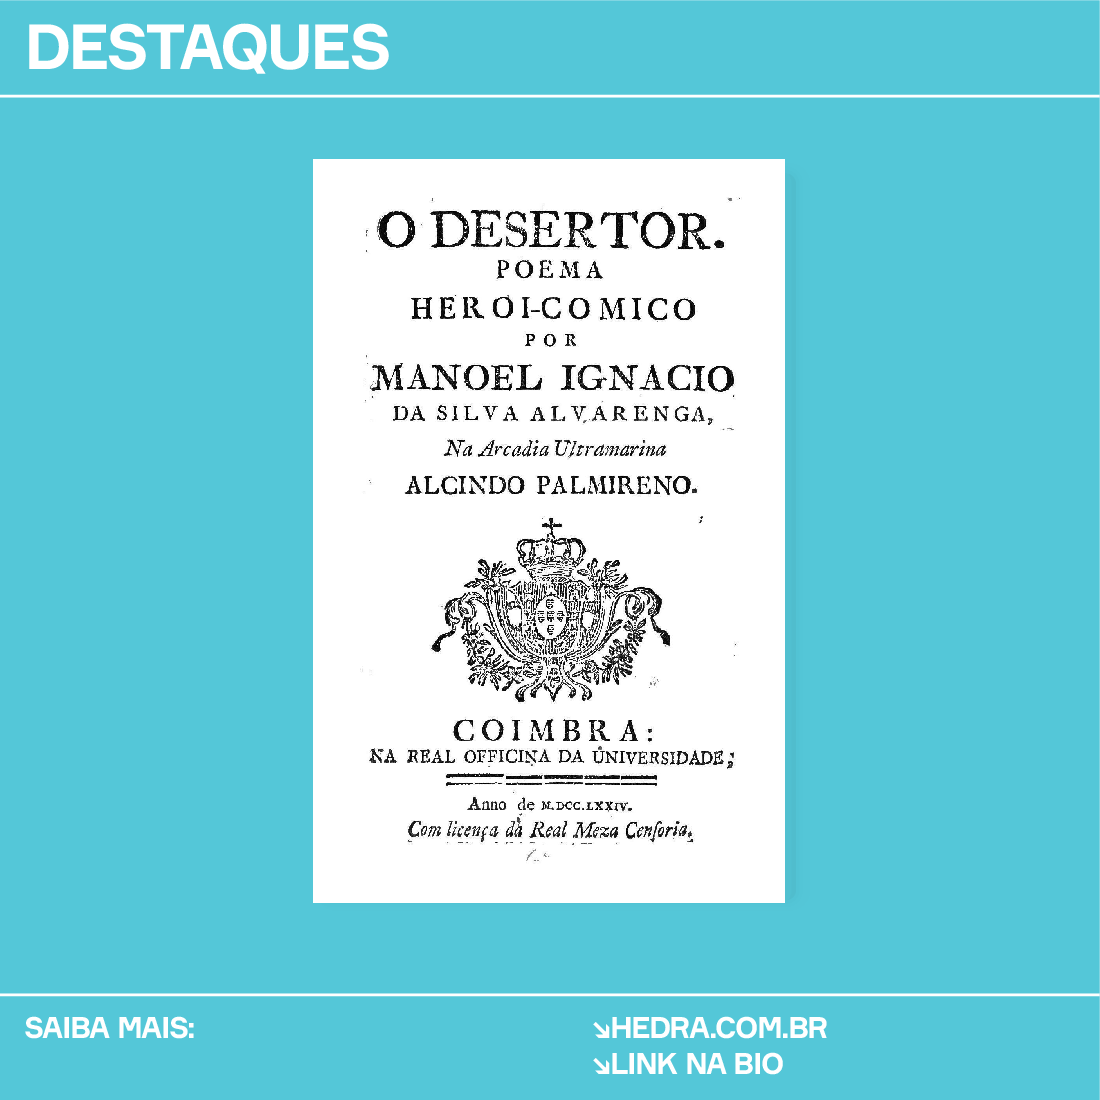 DESTAQUES
O DESERTOR.
POEMA
HEROI-COMICO
POR
MANOEL IGNACIO
DA SILVA ALVARENGA,
Na Arcadia Ultramarina
ALCINDO PALMIRENO.
COIMBRA:
NA REAL OFFICINA DA UNIVERSIDADE;
Anno de M.DCC.LXXIV.
Com licença da Real Meza Cenſoria.
SAIBA MAIS:
↘HEDRA.COM.BR
↘LINK NA BIO